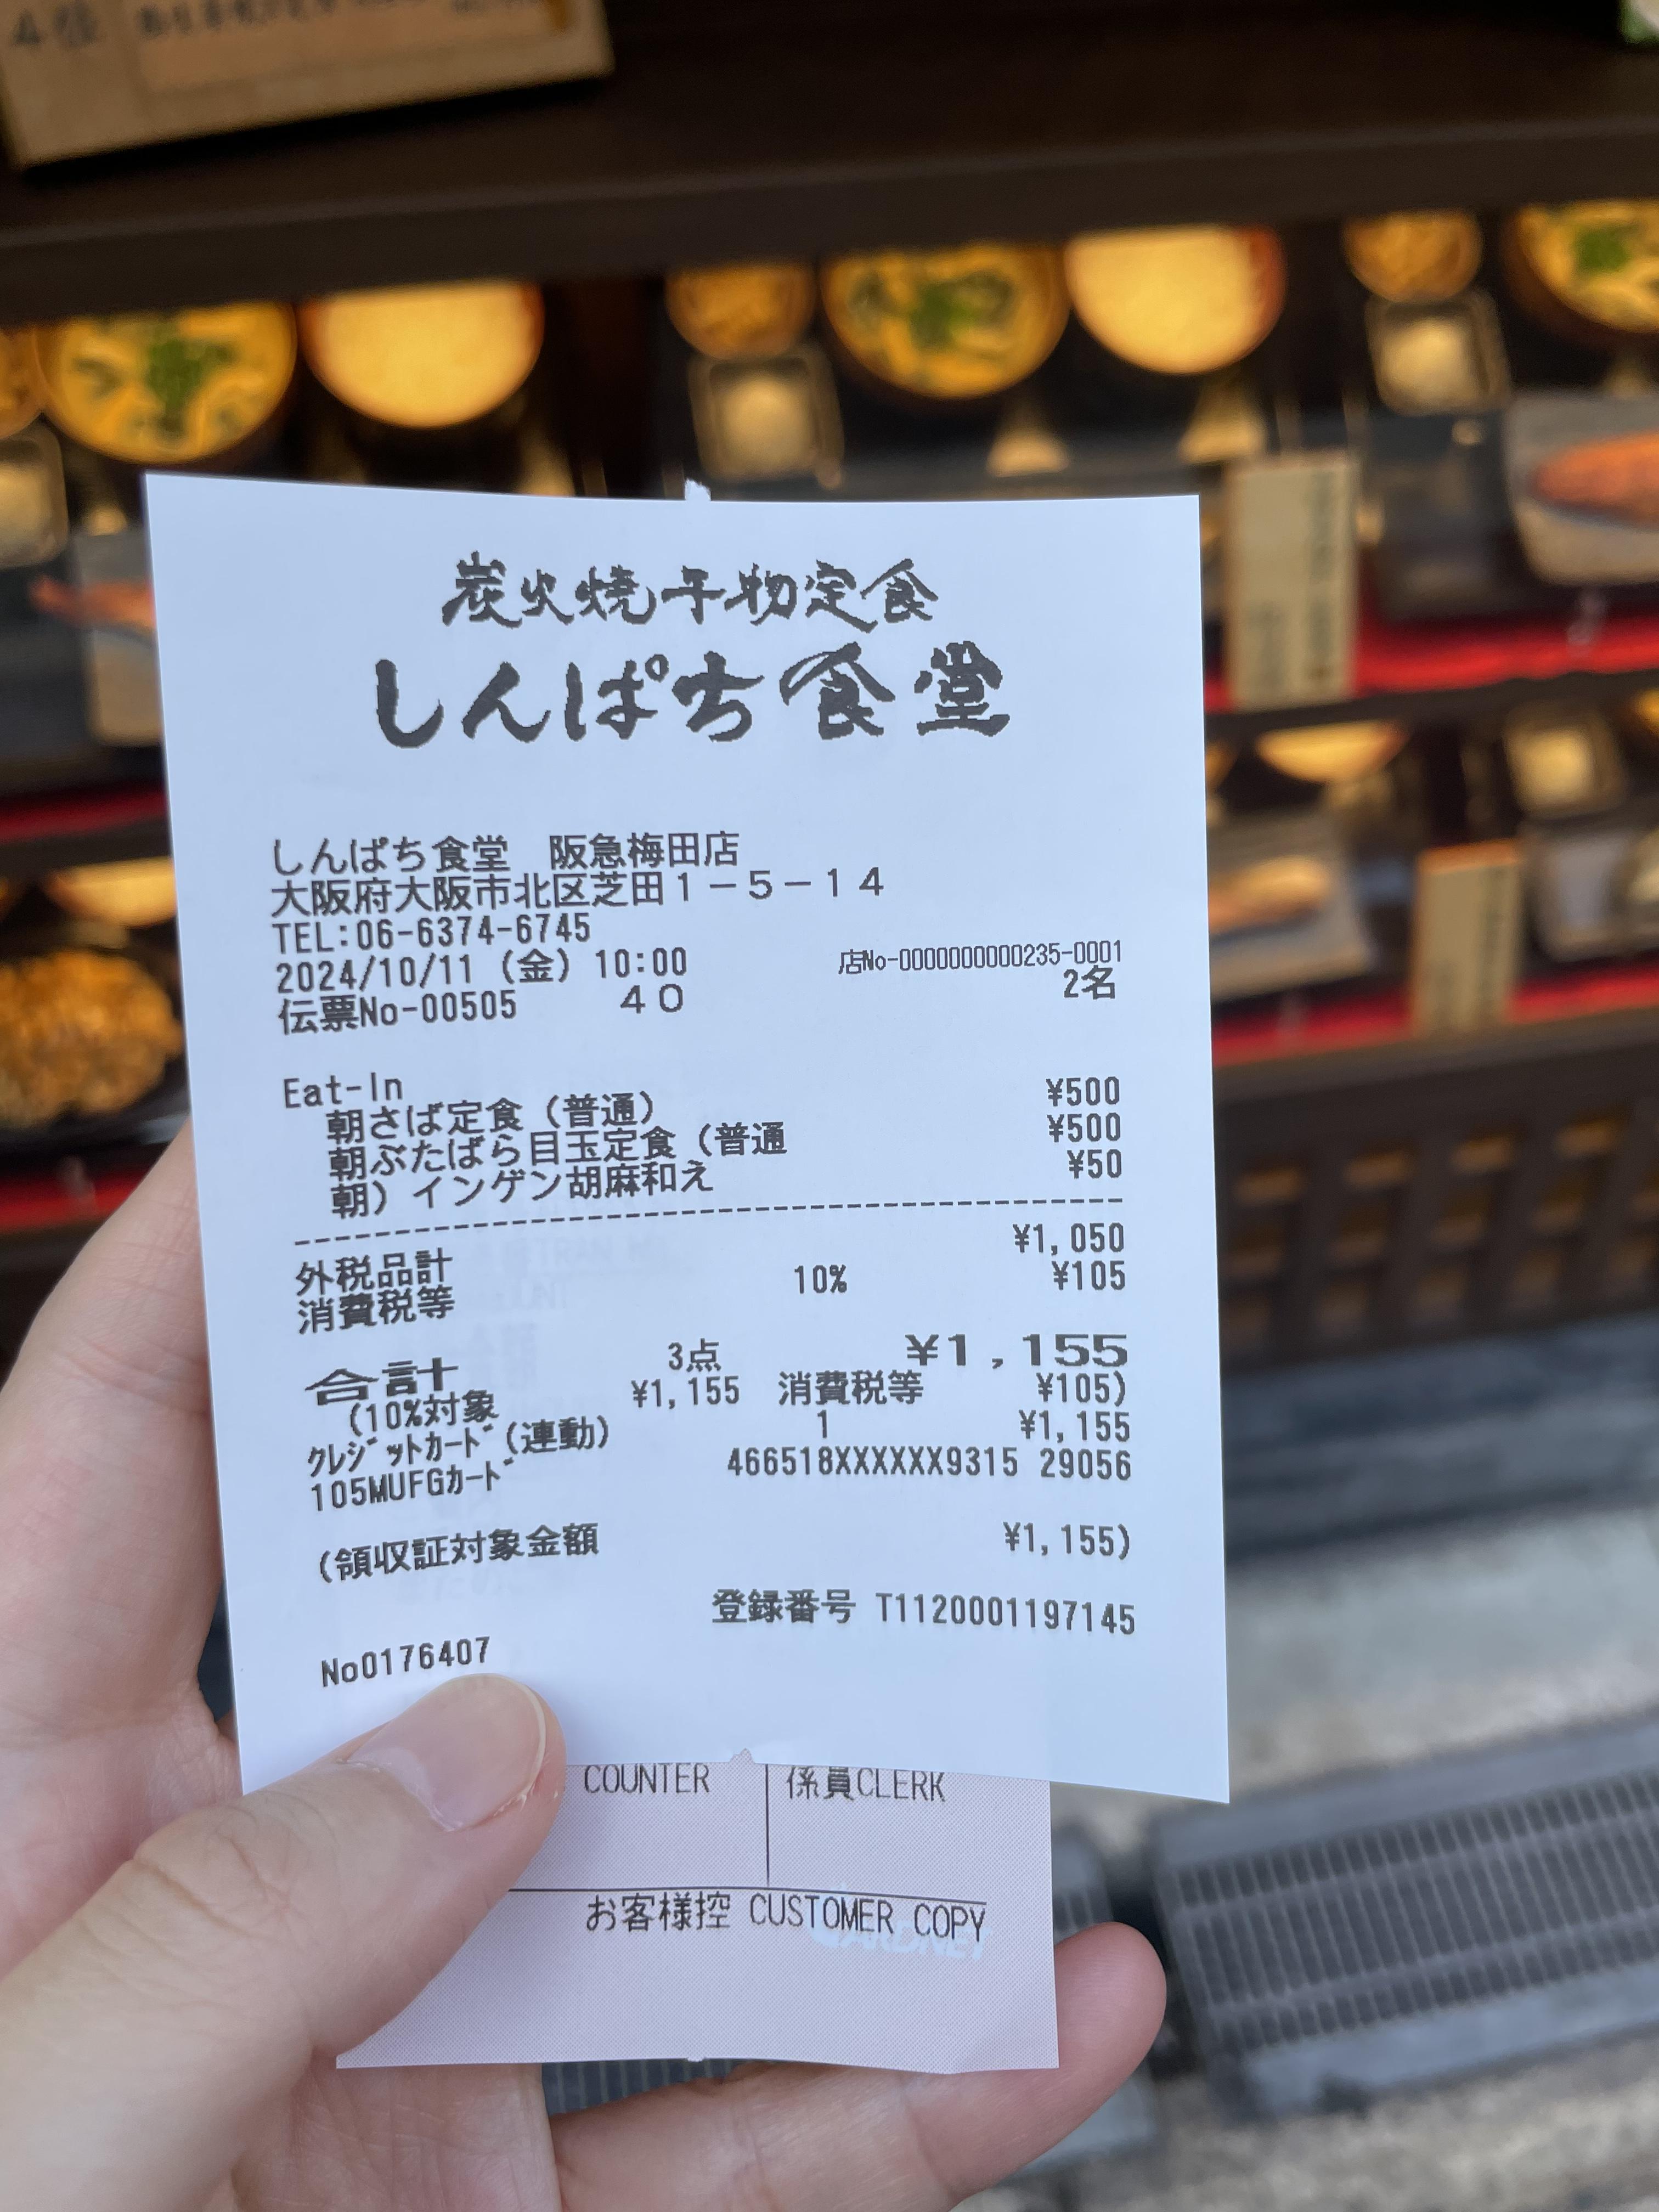 4位
炭火焼干物定食
しんぱち食堂
しんぱち食堂　阪急梅田店
大阪府大阪市北区芝田１－５－１４
TEL:06-6374-6745
2024/10/11 (金) 10:00 店No-0000000000235-0001
伝票No-00505 ４０ 2名
Eat-In
朝さば定食（普通） ¥500
朝ぶたばら目玉定食（普通 ¥500
朝）インゲン胡麻和え ¥50
外税品計 ¥1,050
消費税等 10% ¥105
合計 3点 ¥1,155
(10%対象 ¥1,155 消費税等 ¥105)
ｸﾚｼﾞｯﾄｶｰﾄﾞ(連動) 1 ¥1,155
105MUFGｶｰﾄﾞ 466518XXXXXX9315 29056
(領収証対象金額 ¥1,155)
登録番号 T1120001197145
No0176407
COUNTER 係員CLERK
お客様控 CUSTOMER COPY
CARDNET